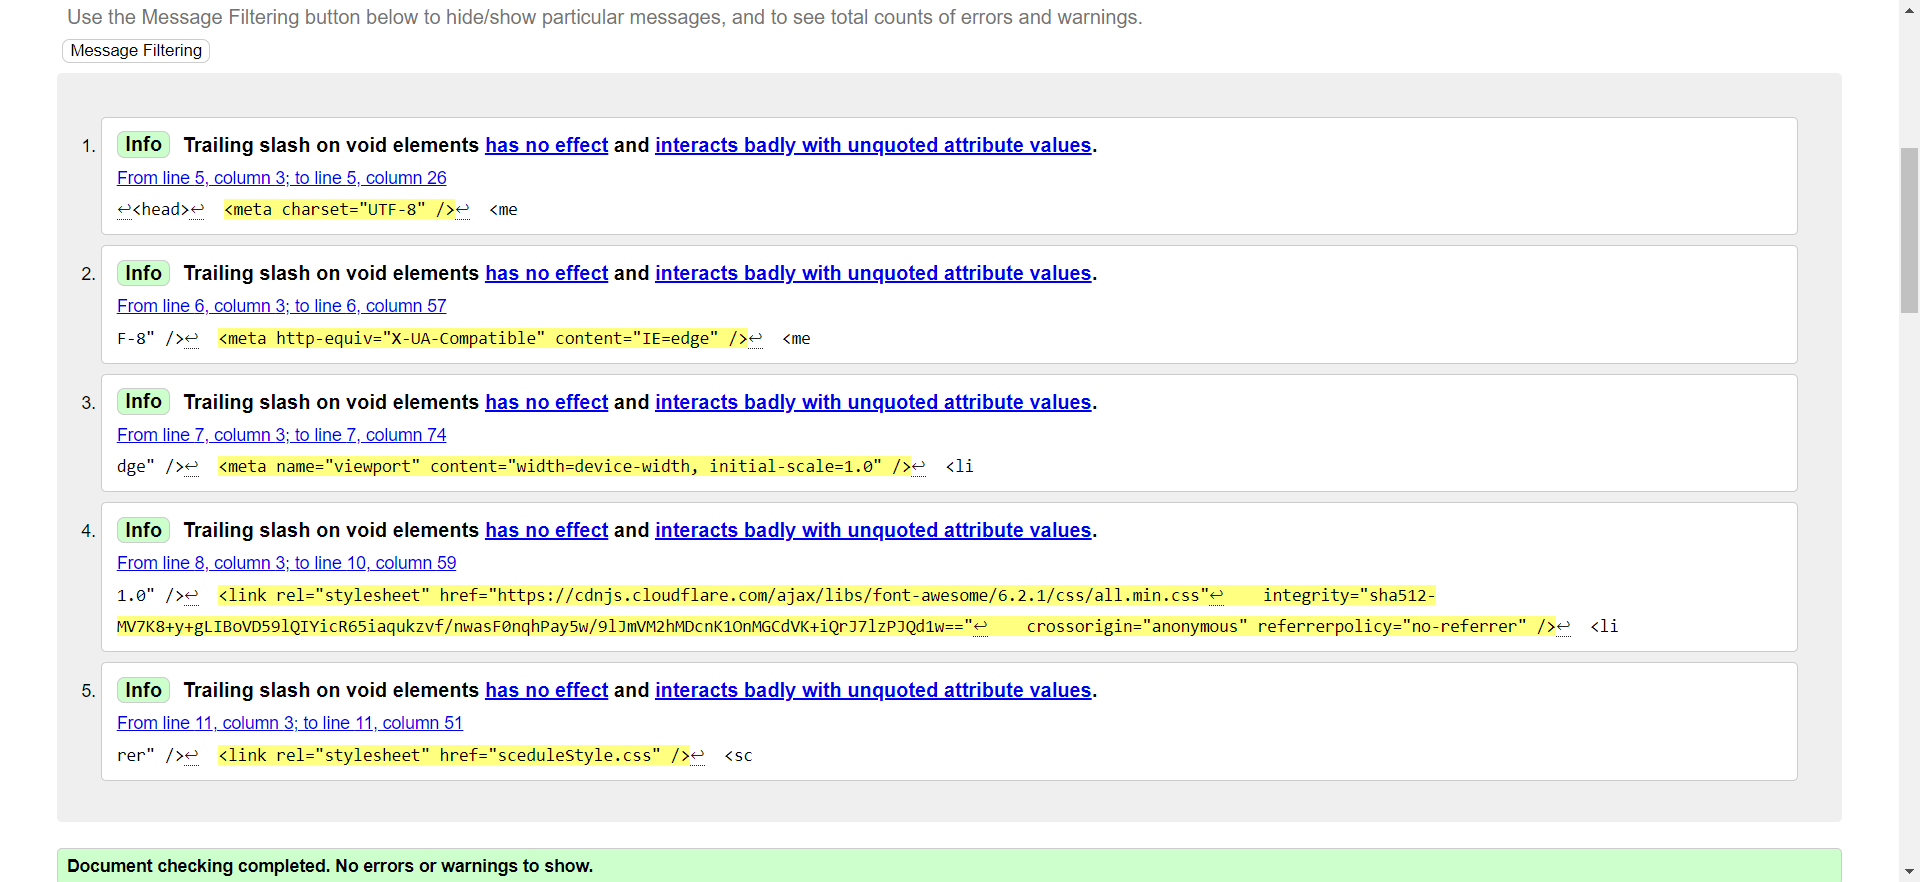 Use the Message Filtering button below to hide/show particular messages, and to see total counts of errors and warnings.
Message Filtering
1. Info Trailing slash on void elements has no effect and interacts badly with unquoted attribute values.
From line 5, column 3; to line 5, column 26
↩<head>↩  <meta charset="UTF-8" />↩  <me
2. Info Trailing slash on void elements has no effect and interacts badly with unquoted attribute values.
From line 6, column 3; to line 6, column 57
F-8" />↩  <meta http-equiv="X-UA-Compatible" content="IE=edge" />↩  <me
3. Info Trailing slash on void elements has no effect and interacts badly with unquoted attribute values.
From line 7, column 3; to line 7, column 74
dge" />↩  <meta name="viewport" content="width=device-width, initial-scale=1.0" />↩  <li
4. Info Trailing slash on void elements has no effect and interacts badly with unquoted attribute values.
From line 8, column 3; to line 10, column 59
1.0" />↩  <link rel="stylesheet" href="https://cdnjs.cloudflare.com/ajax/libs/font-awesome/6.2.1/css/all.min.css"↩    integrity="sha512-
MV7K8+y+gLIBoVD59lQIYicR65iaqukzvf/nwasF0nqhPay5w/9lJmVM2hMDcnK1OnMGCdVK+iQrJ7lzPJQd1w=="↩    crossorigin="anonymous" referrerpolicy="no-referrer" />↩  <li
5. Info Trailing slash on void elements has no effect and interacts badly with unquoted attribute values.
From line 11, column 3; to line 11, column 51
rer" />↩  <link rel="stylesheet" href="sceduleStyle.css" />↩  <sc
Document checking completed. No errors or warnings to show.